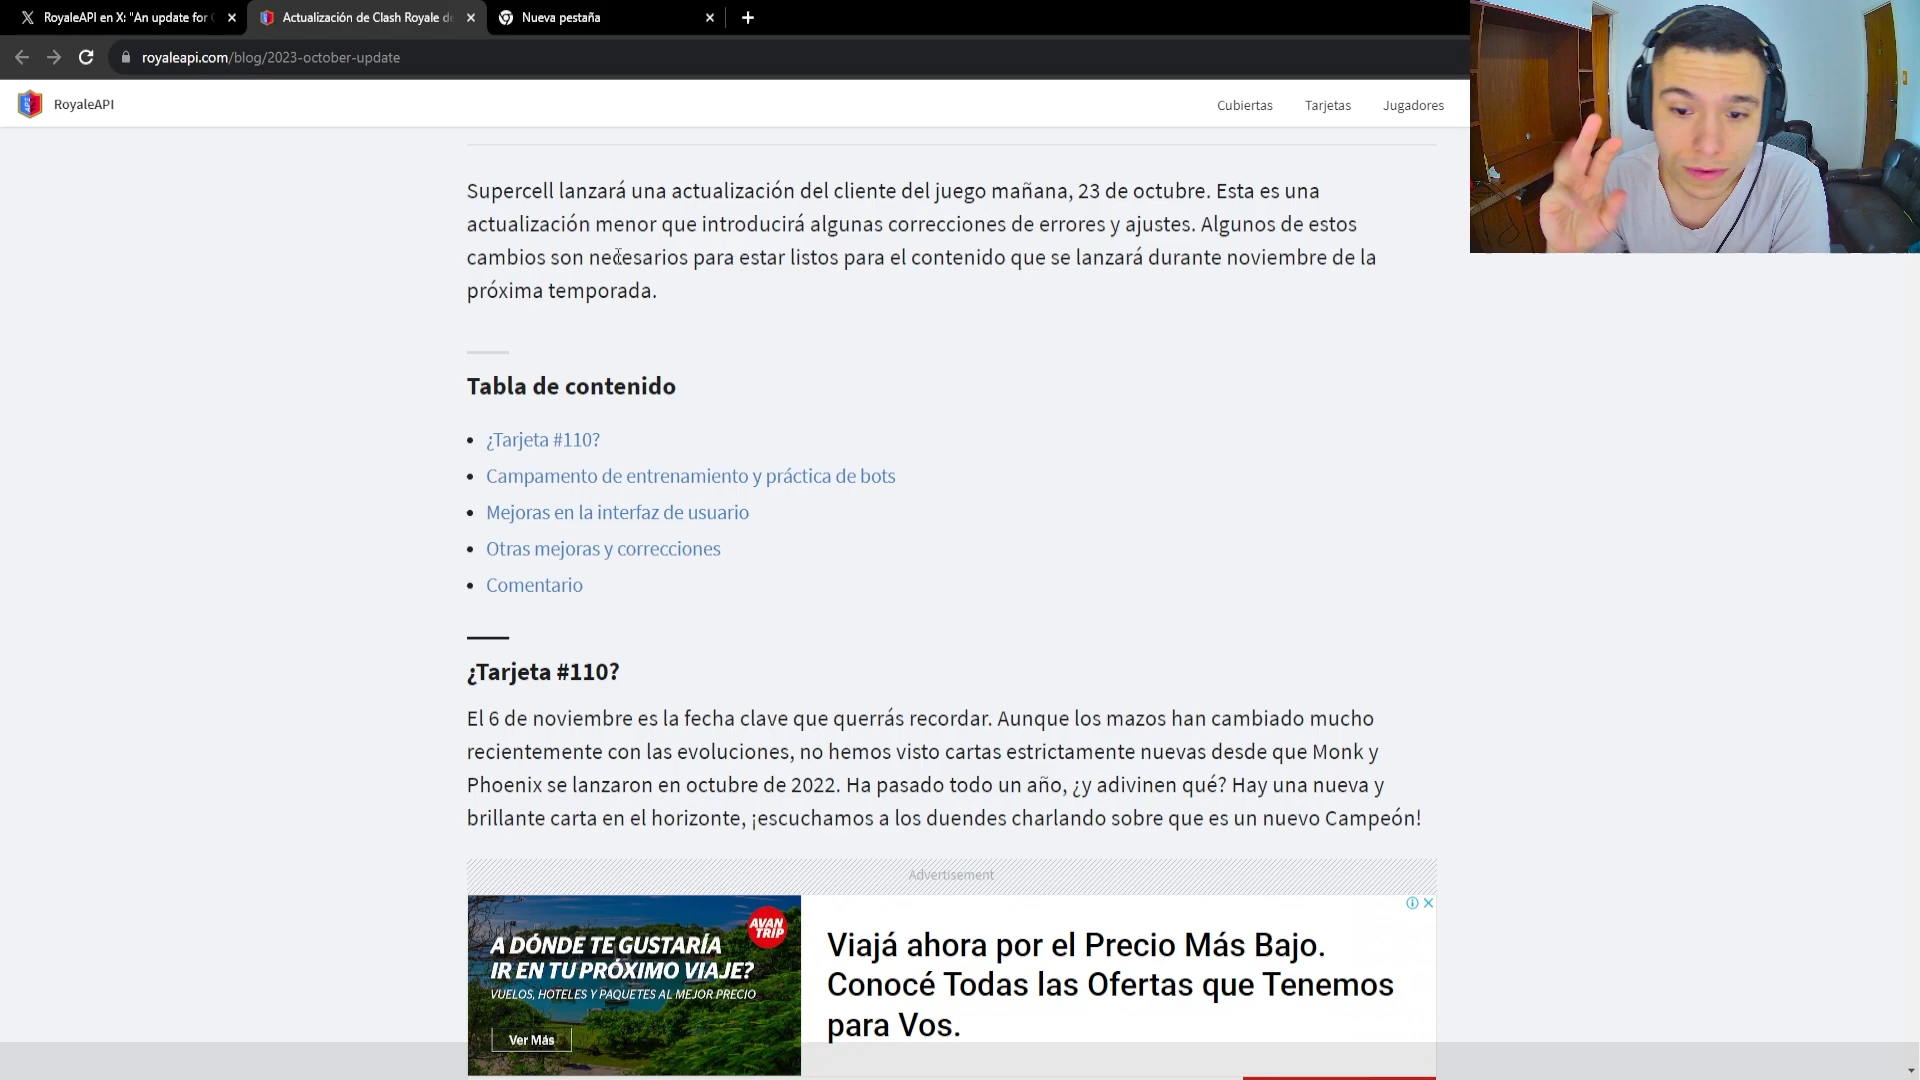 RoyaleAPI en X: "An update for
Actualización de Clash Royale de
Nueva pestaña
royaleapi.com/blog/2023-october-update
RoyaleAPI
Cubiertas
Tarjetas
Jugadores
Supercell lanzará una actualización del cliente del juego mañana, 23 de octubre. Esta es una
actualización menor que introducirá algunas correcciones de errores y ajustes. Algunos de estos
cambios son necesarios para estar listos para el contenido que se lanzará durante noviembre de la
próxima temporada.
Tabla de contenido
• ¿Tarjeta #110?
• Campamento de entrenamiento y práctica de bots
• Mejoras en la interfaz de usuario
• Otras mejoras y correcciones
• Comentario
¿Tarjeta #110?
El 6 de noviembre es la fecha clave que querrás recordar. Aunque los mazos han cambiado mucho
recientemente con las evoluciones, no hemos visto cartas estrictamente nuevas desde que Monk y
Phoenix se lanzaron en octubre de 2022. Ha pasado todo un año, ¿y adivinen qué? Hay una nueva y
brillante carta en el horizonte, ¡escuchamos a los duendes charlando sobre que es un nuevo Campeón!
Advertisement
AVAN
TRIP
A DÓNDE TE GUSTARÍA
IR EN TU PRÓXIMO VIAJE?
VUELOS, HOTELES Y PAQUETES AL MEJOR PRECIO
Ver Más
Viajá ahora por el Precio Más Bajo.
Conocé Todas las Ofertas que Tenemos
para Vos.